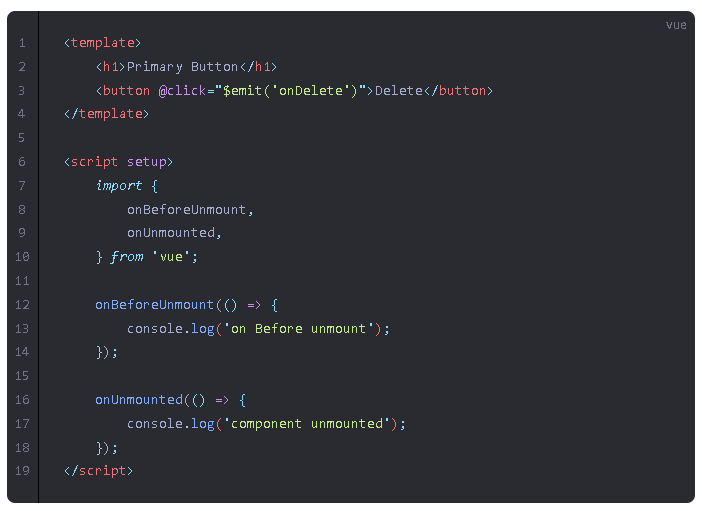 vue
1 <template>
2     <h1>Primary Button</h1>
3     <button @click="$emit('onDelete')">Delete</button>
4 </template>
5
6 <script setup>
7     import {
8         onBeforeUnmount,
9         onUnmounted,
10     } from 'vue';
11
12     onBeforeUnmount(() => {
13         console.log('on Before unmount');
14     });
15
16     onUnmounted(() => {
17         console.log('component unmounted');
18     });
19 </script>